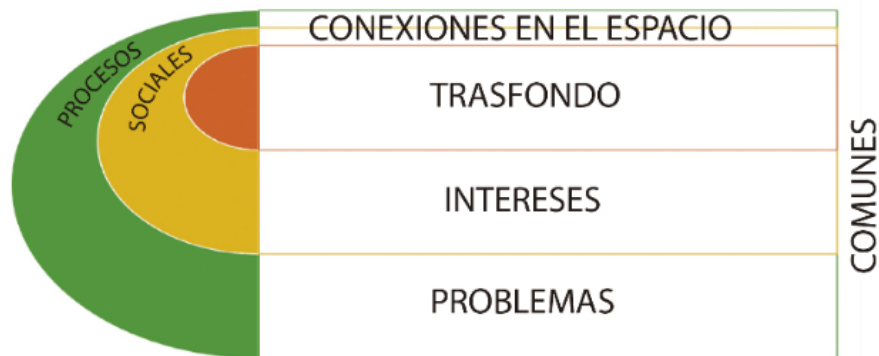 PROCESOS
SOCIALES
CONEXIONES EN EL ESPACIO
TRASFONDO
INTERESES
PROBLEMAS
COMUNES